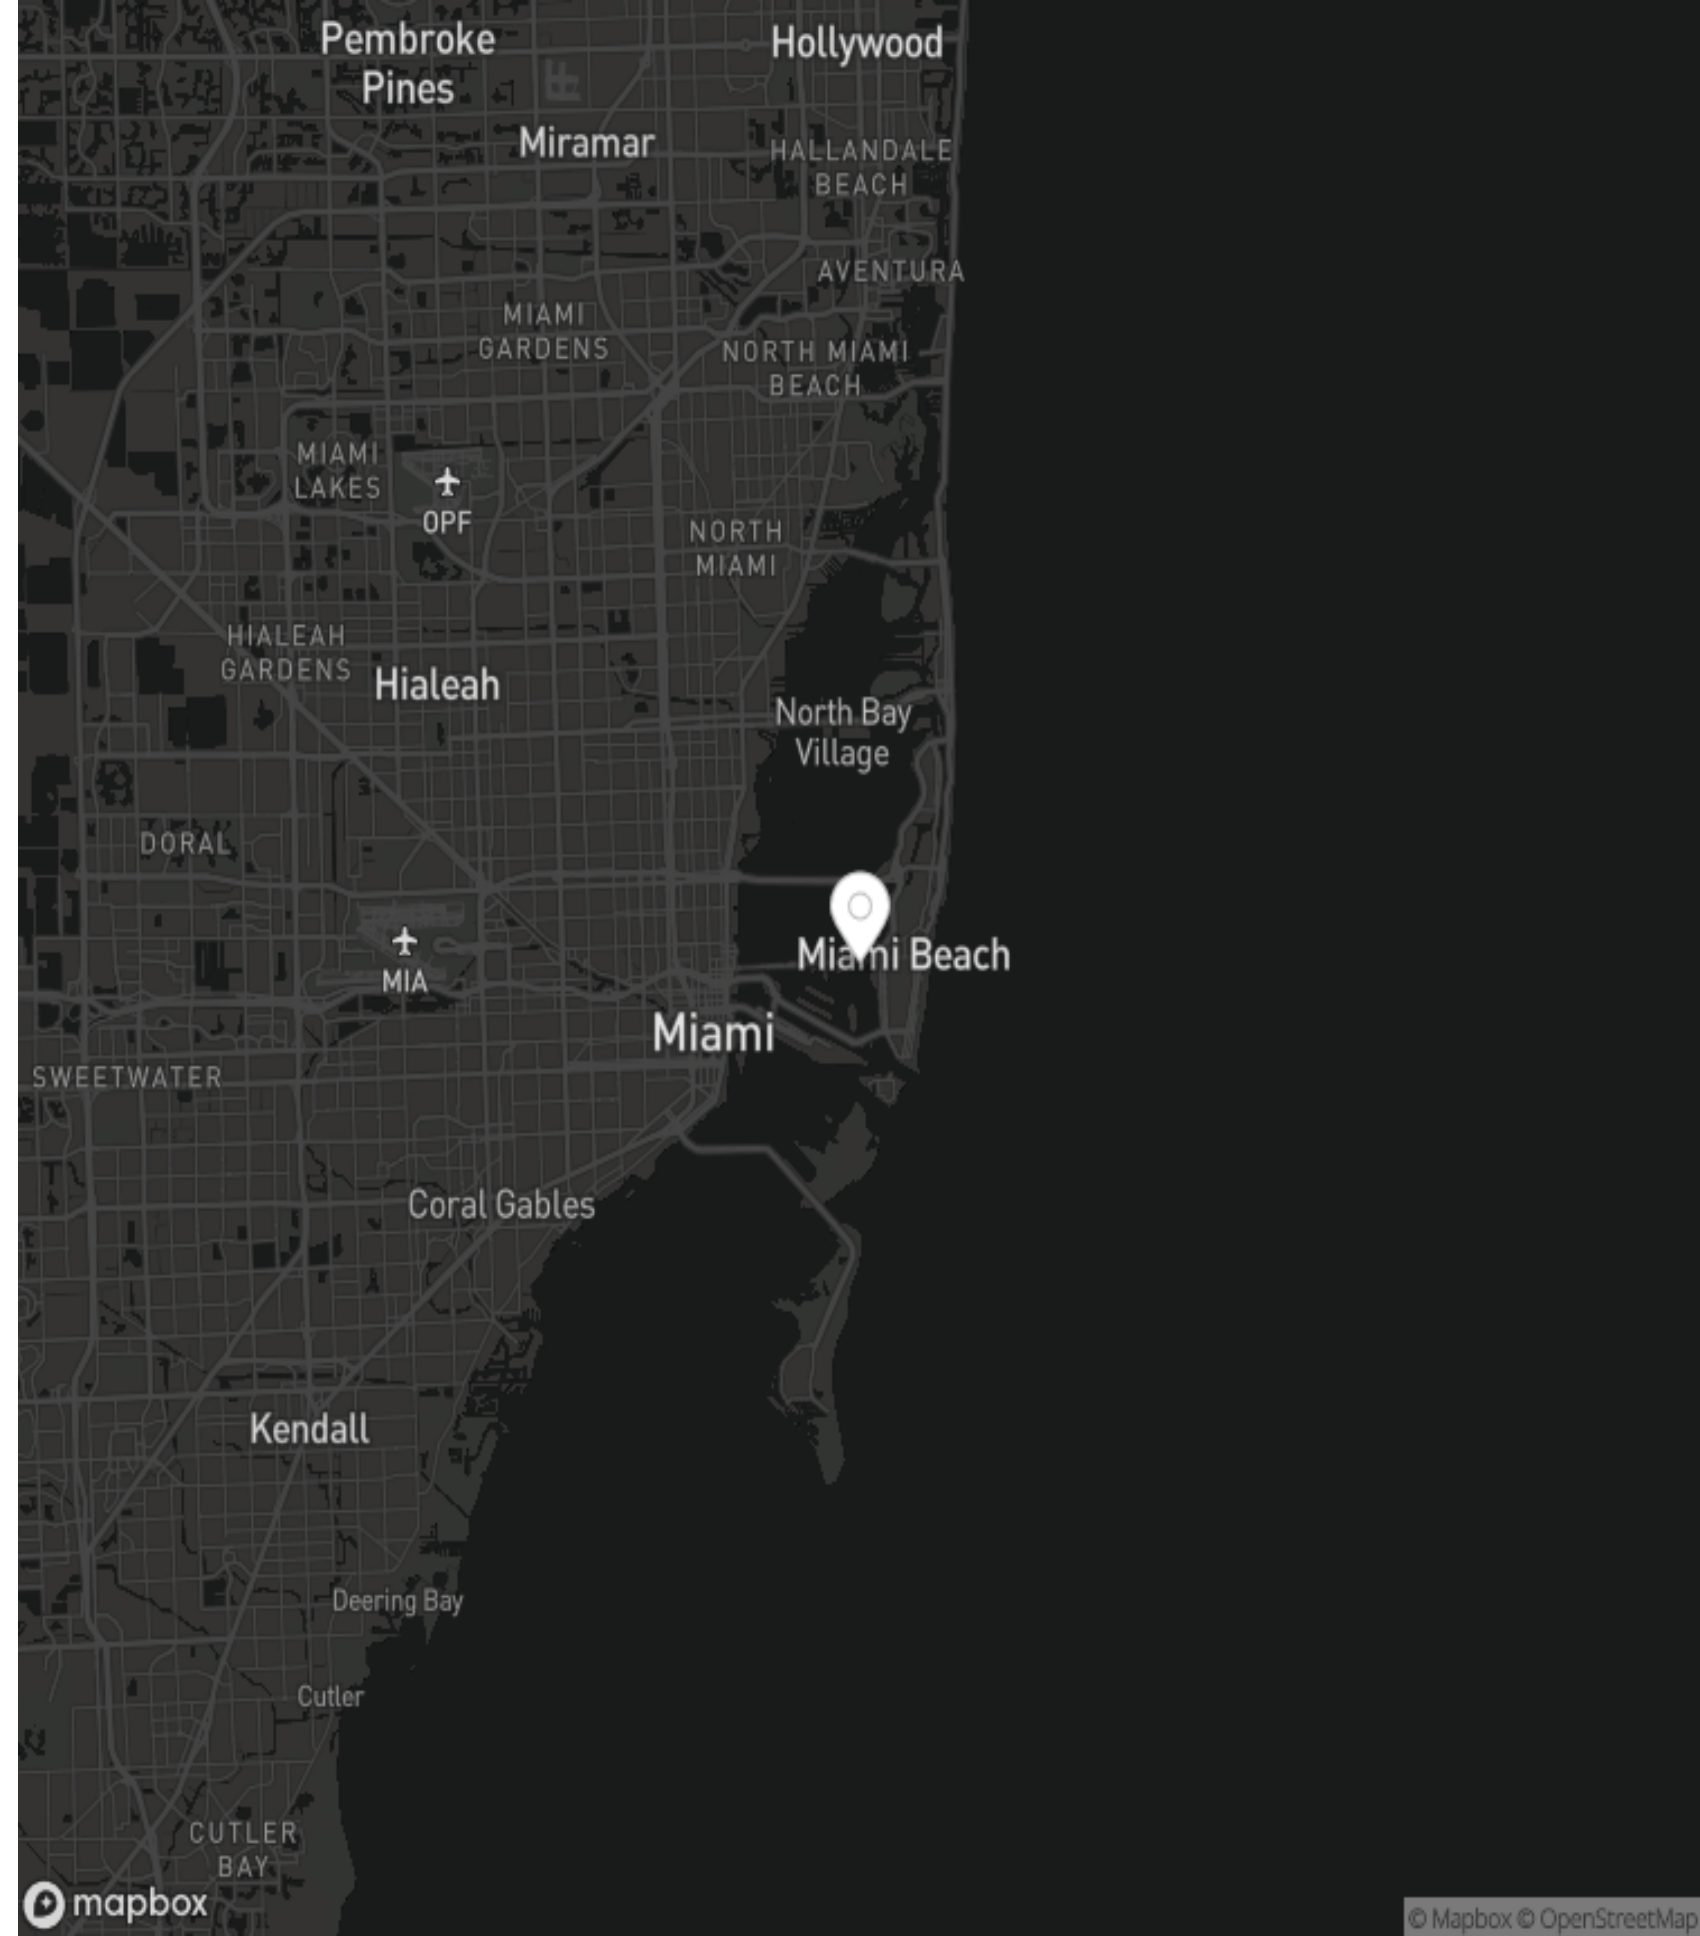 Pembroke
Pines
Hollywood
Miramar
HALLANDALE
BEACH
AVENTURA
MIAMI
GARDENS
NORTH MIAMI
BEACH
MIAMI
LAKES
OPF
NORTH
MIAMI
HIALEAH
GARDENS
Hialeah
North Bay
Village
DORAL
MIA
Miami Beach
Miami
SWEETWATER
Coral Gables
Kendall
Deering Bay
Cutler
CUTLER
BAY
mapbox
© Mapbox © OpenStreetMap